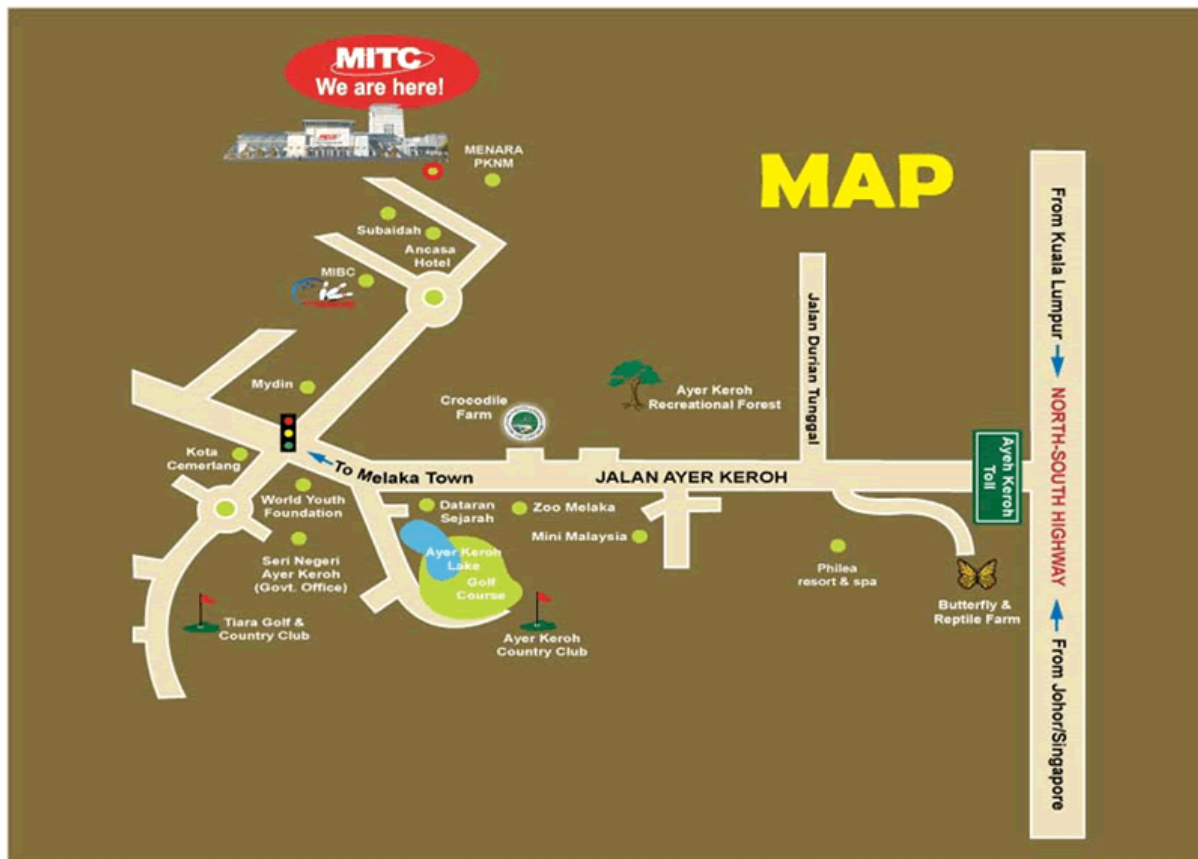 MITC
We are here!
MENARA
PKNM
MAP
Subaidah
Ancasa
Hotel
MIBC
From Kuala Lumpur
NORTH-SOUTH HIGHWAY
From Johor/Singapore
Jalan Durian Tunggal
Mydin
Crocodile
Farm
Ayer Keroh
Recreational Forest
Kota
Cemerlang
To Melaka Town
JALAN AYER KEROH
Ayeh Keroh
Toll
World Youth
Foundation
Dataran
Sejarah
Zoo Melaka
Mini Malaysia
Seri Negeri
Ayer Keroh
(Govt. Office)
Ayer Keroh
Lake
Golf
Course
Philea
resort & spa
Butterfly &
Reptile Farm
Tiara Golf &
Country Club
Ayer Keroh
Country Club